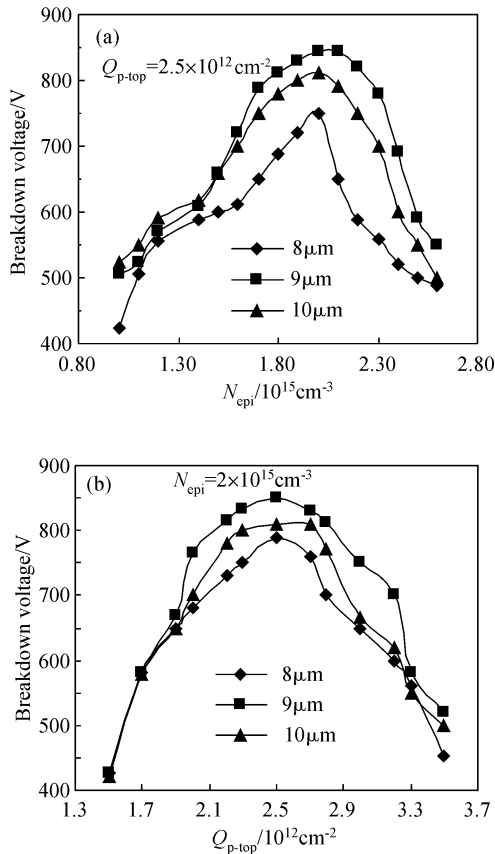 (a)
Qp-top=2.5×10¹²cm⁻²
Breakdown voltage/V
900
800
700
600
500
400
8μm
9μm
10μm
0.80 1.30 1.80 2.30 2.80
Nepi/10¹⁵cm⁻³
(b)
Nepi=2×10¹⁵cm⁻³
Breakdown voltage/V
900
800
700
600
500
400
8μm
9μm
10μm
1.3 1.7 2.1 2.5 2.9 3.3 3.7
Qp-top/10¹²cm⁻²